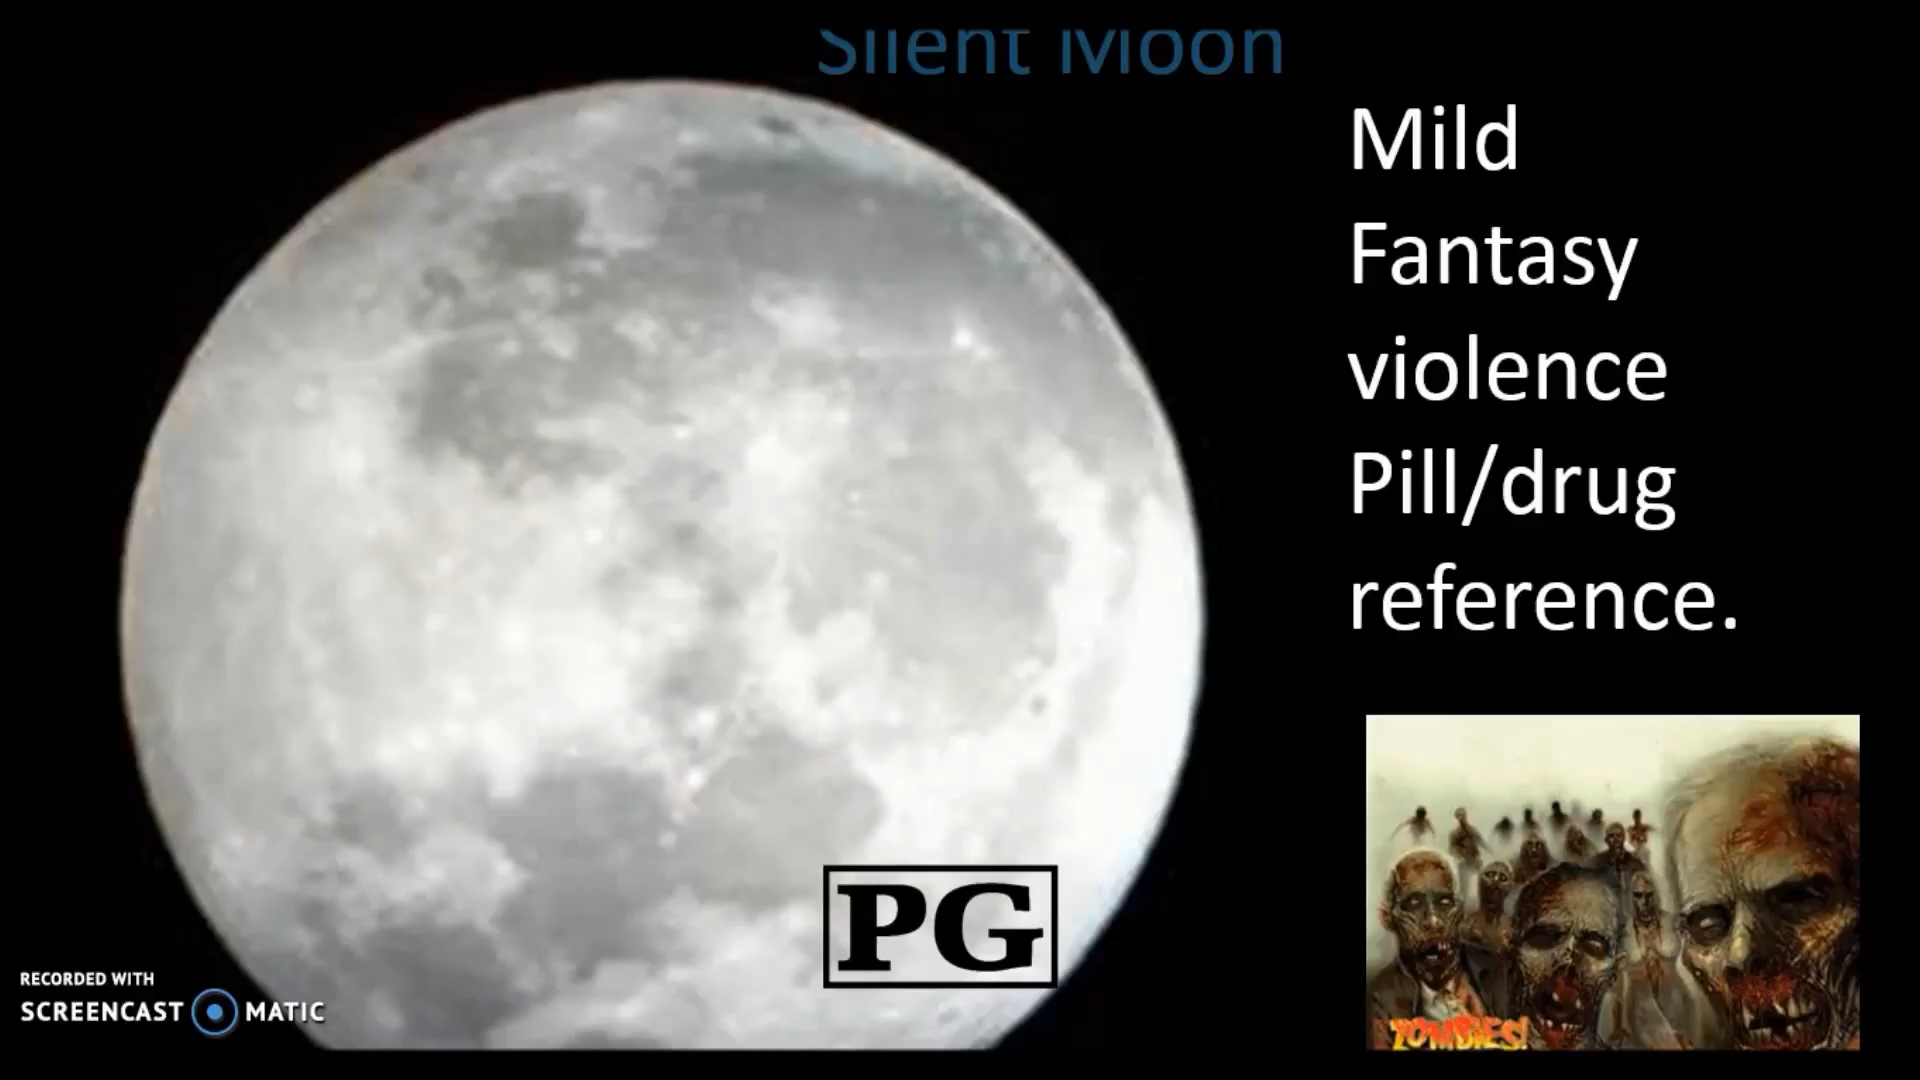 Silent Moon
Mild
Fantasy
violence
Pill/drug
reference.
PG
RECORDED WITH
SCREENCAST MATIC
ZOMBIES!